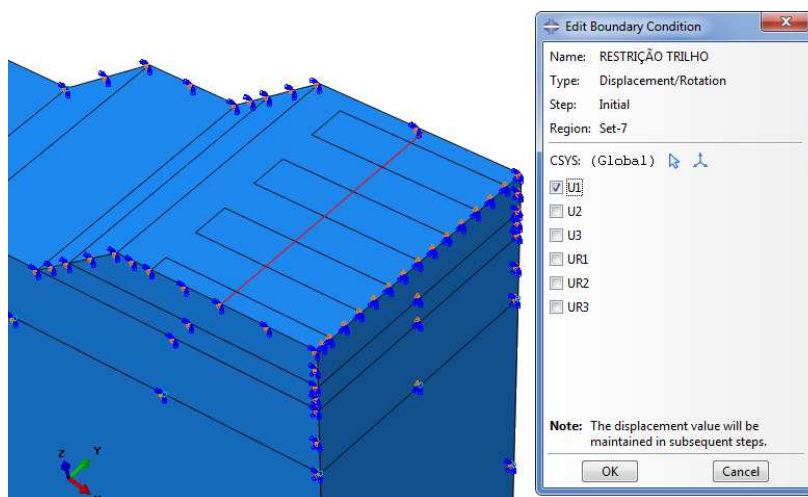 Edit Boundary Condition
Name: RESTRIÇÃO TRILHO
Type: Displacement/Rotation
Step: Initial
Region: Set-7
CSYS: (Global)
U1
U2
U3
UR1
UR2
UR3
Note: The displacement value will be
maintained in subsequent steps.
OK Cancel
Z Y